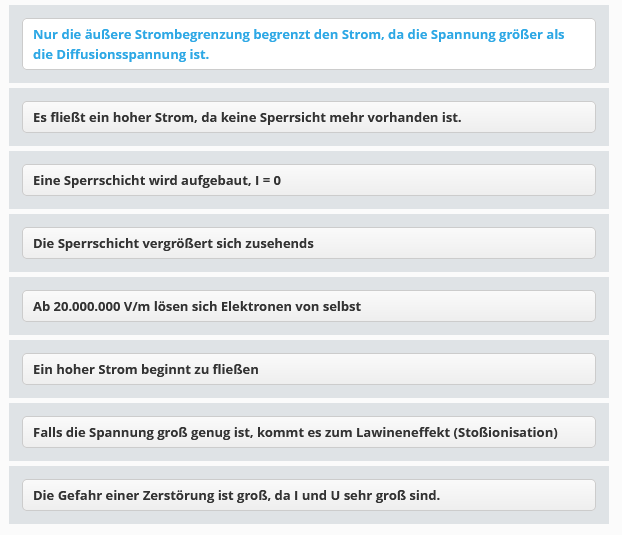 Nur die äußere Strombegrenzung begrenzt den Strom, da die Spannung größer als
die Diffusionsspannung ist.
Es fließt ein hoher Strom, da keine Sperrsicht mehr vorhanden ist.
Eine Sperrschicht wird aufgebaut, I = 0
Die Sperrschicht vergrößert sich zusehends
Ab 20.000.000 V/m lösen sich Elektronen von selbst
Ein hoher Strom beginnt zu fließen
Falls die Spannung groß genug ist, kommt es zum Lawineneffekt (Stoßionisation)
Die Gefahr einer Zerstörung ist groß, da I und U sehr groß sind.